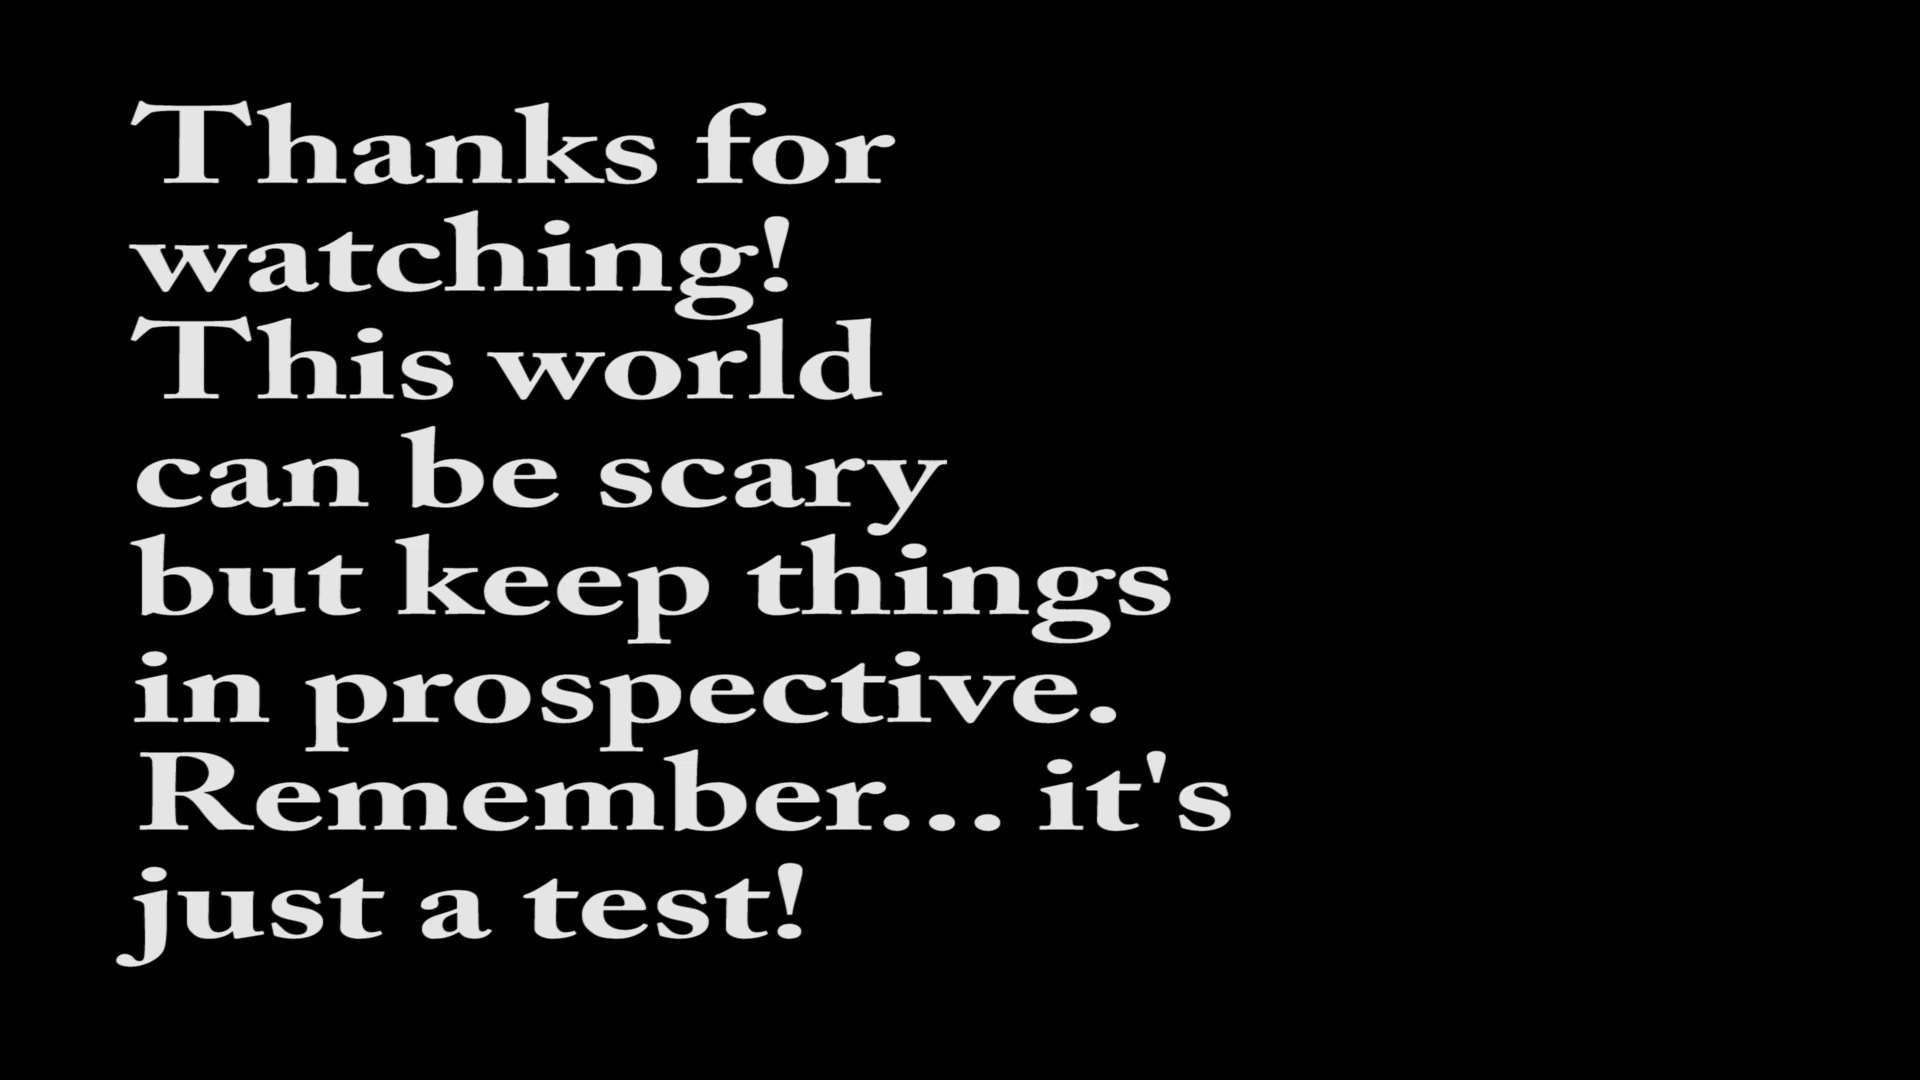 Thanks for
watching!
This world
can be scary
but keep things
in prospective.
Remember... it's
just a test!